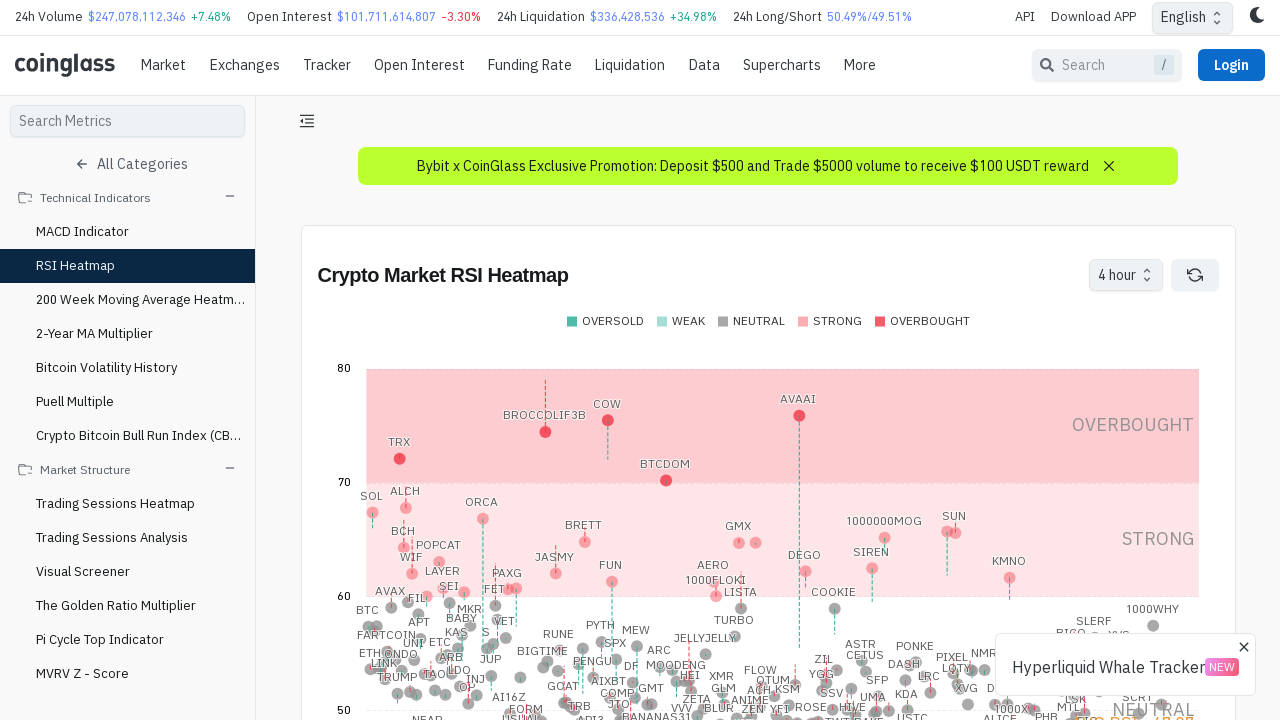 24h Volume $247,078,112,346 +7.48% Open Interest $101,711,614,807 -3.30% 24h Liquidation $336,428,536 +34.98% 24h Long/Short 50.49%/49.51% API Download APP English
coinglass Market Exchanges Tracker Open Interest Funding Rate Liquidation Data Supercharts More Search / Login
Search Metrics
All Categories
Technical Indicators
MACD Indicator
RSI Heatmap
200 Week Moving Average Heatm...
2-Year MA Multiplier
Bitcoin Volatility History
Puell Multiple
Crypto Bitcoin Bull Run Index (CB...
Market Structure
Trading Sessions Heatmap
Trading Sessions Analysis
Visual Screener
The Golden Ratio Multiplier
Pi Cycle Top Indicator
MVRV Z - Score
Bybit x CoinGlass Exclusive Promotion: Deposit $500 and Trade $5000 volume to receive $100 USDT reward
Crypto Market RSI Heatmap
4 hour
OVERSOLD WEAK NEUTRAL STRONG OVERBOUGHT
80
AVAAI
COW
BROCCOLIF3B
OVERBOUGHT
TRX
BTCDOM
70
SOL ALCH
ORCA
SUN
BRETT GMX 1000000MOG
BCH
STRONG
POPCAT
WIF JASMY DEGO SIREN
KMNO
FUN AERO
LAYER PAXG
1000FLOKI
SEI FET
AVAX LISTA COOKIE
60
FIL
BTC MKR 1000WHY
BABY
APT VET TURBO SLERF
PYTH
KAS S RUNE MEW
FARTCOIN JELLYJELLY
UNI ETC SPX ASTR PONKE
ETH ONDO BIGTIME ARC CETUS
ARB JUP PENGU ZIL PIXEL NMR
LINK DF MOODENG DASH
LDO FLOW LQTY
TRUMP TAO INJ AIXBT HEI XMR QTUM YGG SFP LRC
OP GOAT GMT GLM ACH KSM XVG
AI16Z COMP SSV UMA KDA
ZETA ANIME
JTO ROSE HIVE
FORM TRB VVV BLUR ZEN YFI
BANANAS31
50
NEUTRAL
Hyperliquid Whale Tracker NEW